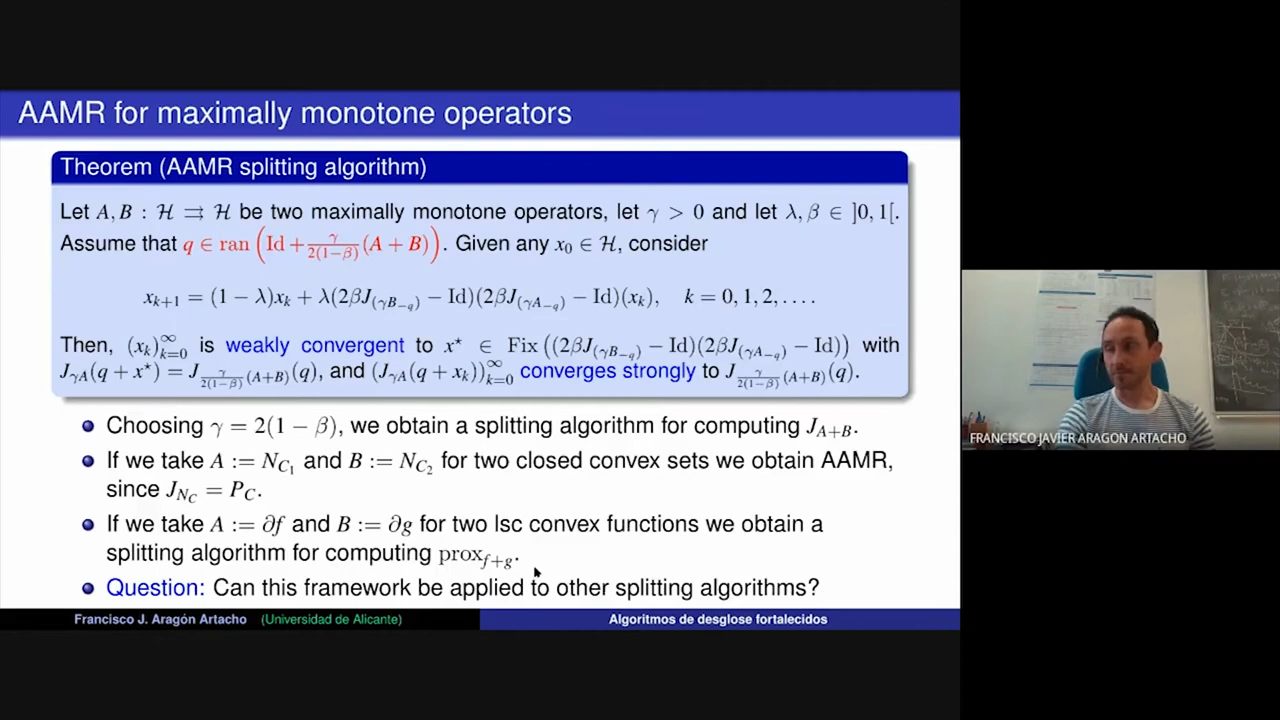 AAMR for maximally monotone operators
Theorem (AAMR splitting algorithm)
Let A, B : ℋ ⇉ ℋ be two maximally monotone operators, let γ > 0 and let λ, β ∈ ]0, 1[.
Assume that q ∈ ran (Id + γ/2(1−β) (A + B)). Given any x₀ ∈ ℋ, consider
x_{k+1} = (1 − λ)x_k + λ(2βJ_{(γB_{−q})} − Id)(2βJ_{(γA_{−q})} − Id)(x_k), k = 0, 1, 2, . . . .
Then, (x_k)_{k=0}^∞ is weakly convergent to x⋆ ∈ Fix ((2βJ_{(γB_{−q})} − Id)(2βJ_{(γA_{−q})} − Id)) with
J_{γA}(q + x⋆) = J_{γ/2(1−β) (A+B)}(q), and (J_{γA}(q + x_k))_{k=0}^∞ converges strongly to J_{γ/2(1−β) (A+B)}(q).
Choosing γ = 2(1 − β), we obtain a splitting algorithm for computing J_{A+B}.
If we take A := N_{C₁} and B := N_{C₂} for two closed convex sets we obtain AAMR,
since J_{N_C} = P_C.
If we take A := ∂f and B := ∂g for two lsc convex functions we obtain a
splitting algorithm for computing prox_{f+g}.
Question: Can this framework be applied to other splitting algorithms?
Francisco J. Aragón Artacho (Universidad de Alicante)
Algoritmos de desglose fortalecidos
FRANCISCO JAVIER ARAGON ARTACHO